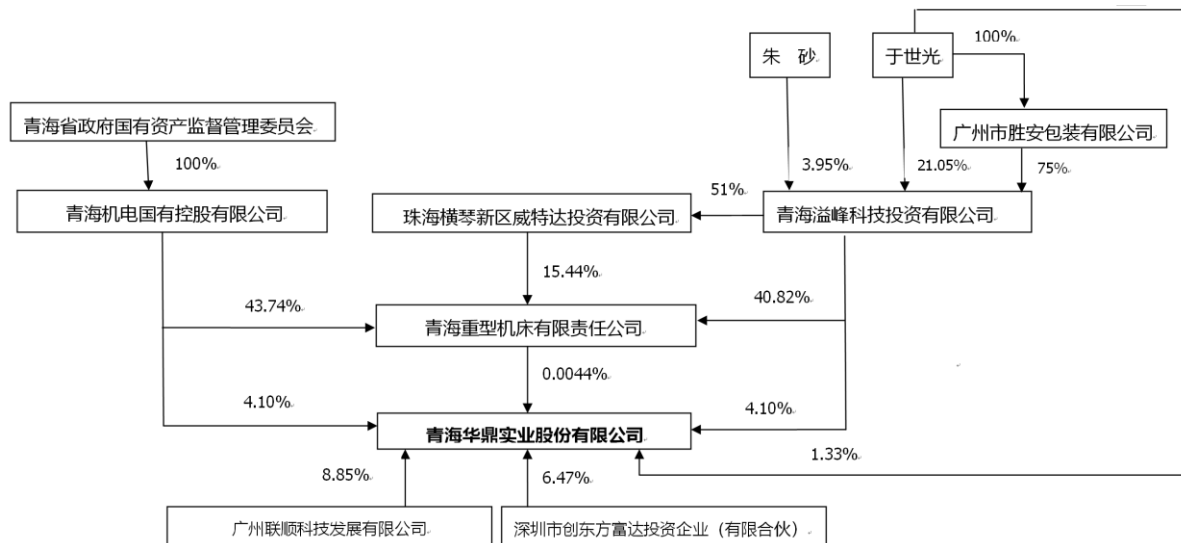 100%
朱 砂
于世光
青海省政府国有资产监督管理委员会
广州市胜安包装有限公司
100%
3.95%
21.05%
75%
51%
青海机电国有控股有限公司
珠海横琴新区威特达投资有限公司
青海溢峰科技投资有限公司
15.44%
43.74%
40.82%
青海重型机床有限责任公司
0.0044%
4.10%
4.10%
青海华鼎实业股份有限公司
1.33%
8.85%
6.47%
广州联顺科技发展有限公司
深圳市创东方富达投资企业（有限合伙）